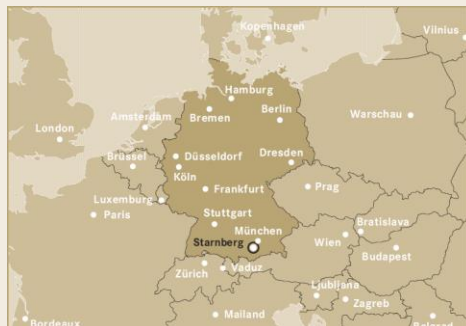 Kopenhagen
Vilnius
Hamburg
Bremen
Berlin
Amsterdam
Warschau
London
Brüssel
Düsseldorf
Dresden
Köln
Luxemburg
Frankfurt
Prag
Paris
Stuttgart
München
Bratislava
Starnberg
Wien
Budapest
Zürich
Vaduz
Ljubljana
Zagreb
Mailand
Bordeaux
Belgrad